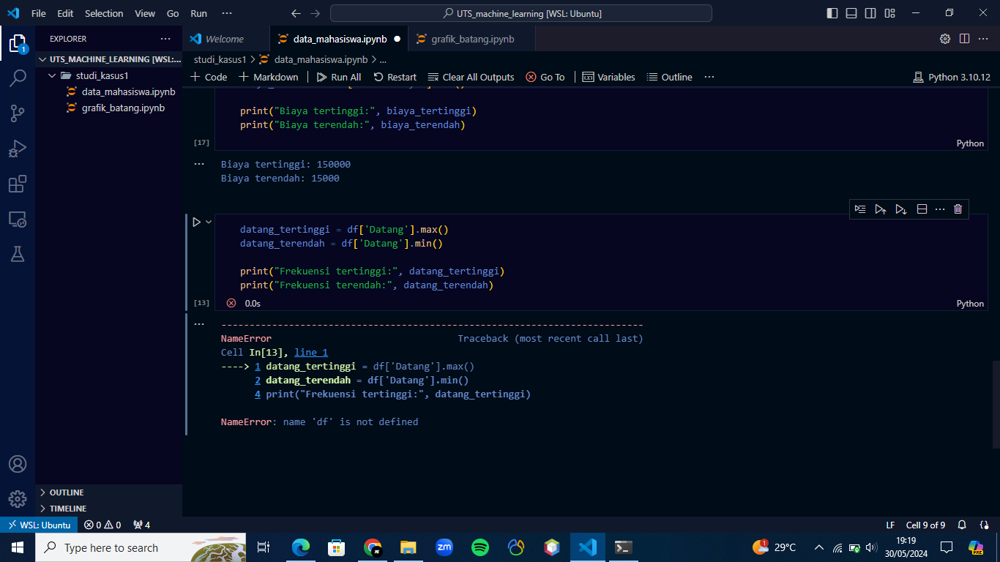 File Edit Selection View Go Run ··· UTS_machine_learning [WSL: Ubuntu]
EXPLORER ···
Welcome data_mahasiswa.ipynb grafik_batang.ipynb
UTS_MACHINE_LEARNING [WSL:...
studi_kasus1
data_mahasiswa.ipynb
grafik_batang.ipynb
1
studi_kasus1 > data_mahasiswa.ipynb > ...
+ Code + Markdown Run All Restart Clear All Outputs Go To Variables Outline ··· Python 3.10.12
print("Biaya tertinggi:", biaya_tertinggi)
print("Biaya terendah:", biaya_terendah)
[17] Python
Biaya tertinggi: 150000
Biaya terendah: 15000
datang_tertinggi = df['Datang'].max()
datang_terendah = df['Datang'].min()
print("Frekuensi tertinggi:", datang_tertinggi)
print("Frekuensi terendah:", datang_terendah)
[13] 0.0s Python
---------------------------------------------------------------------------
NameError Traceback (most recent call last)
Cell In[13], line 1
----> 1 datang_tertinggi = df['Datang'].max()
2 datang_terendah = df['Datang'].min()
4 print("Frekuensi tertinggi:", datang_tertinggi)
NameError: name 'df' is not defined
OUTLINE
TIMELINE
WSL: Ubuntu 0 0 4 LF Cell 9 of 9
Type here to search zm 1 29°C 19:19
30/05/2024
PRE